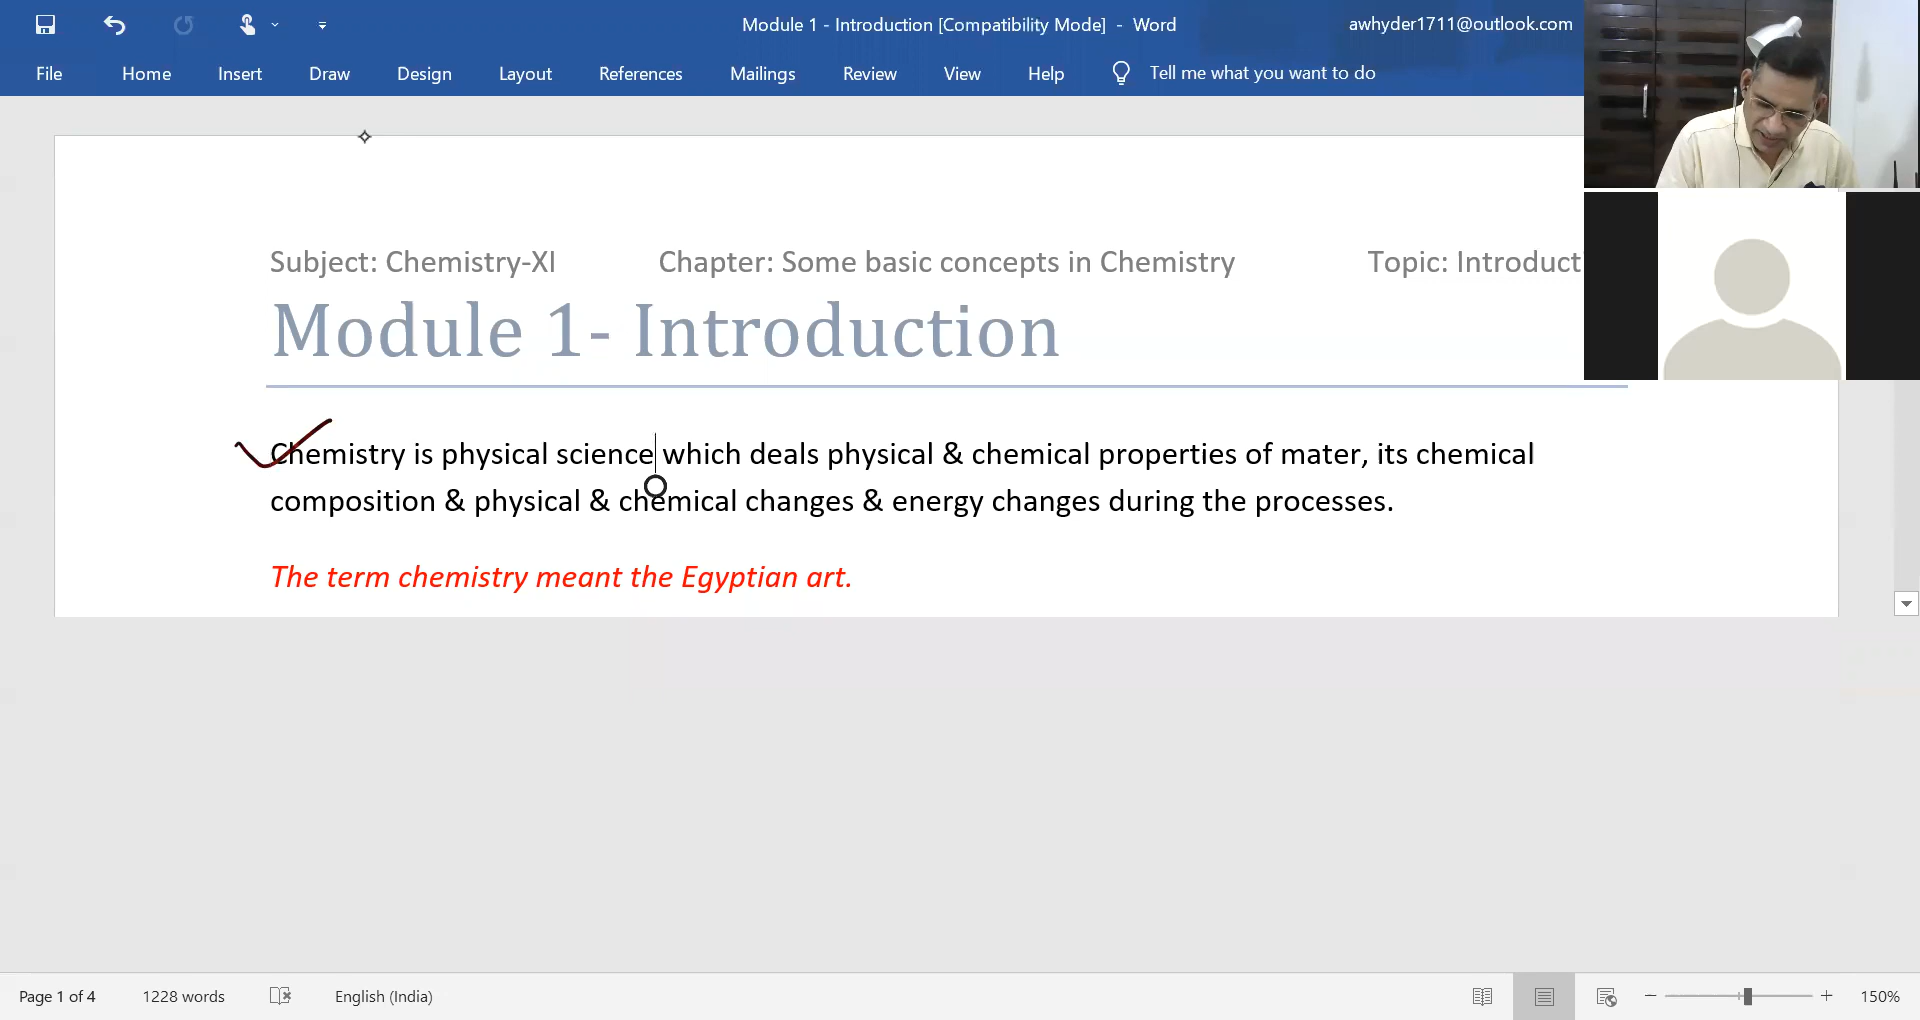 Module 1 - Introduction [Compatibility Mode] - Word
awhyder1711@outlook.com
File Home Insert Draw Design Layout References Mailings Review View Help Tell me what you want to do
Subject: Chemistry-XI Chapter: Some basic concepts in Chemistry Topic: Introduct
Module 1- Introduction
Chemistry is physical science which deals physical & chemical properties of mater, its chemical
composition & physical & chemical changes & energy changes during the processes.
The term chemistry meant the Egyptian art.
Page 1 of 4 1228 words English (India) 150%